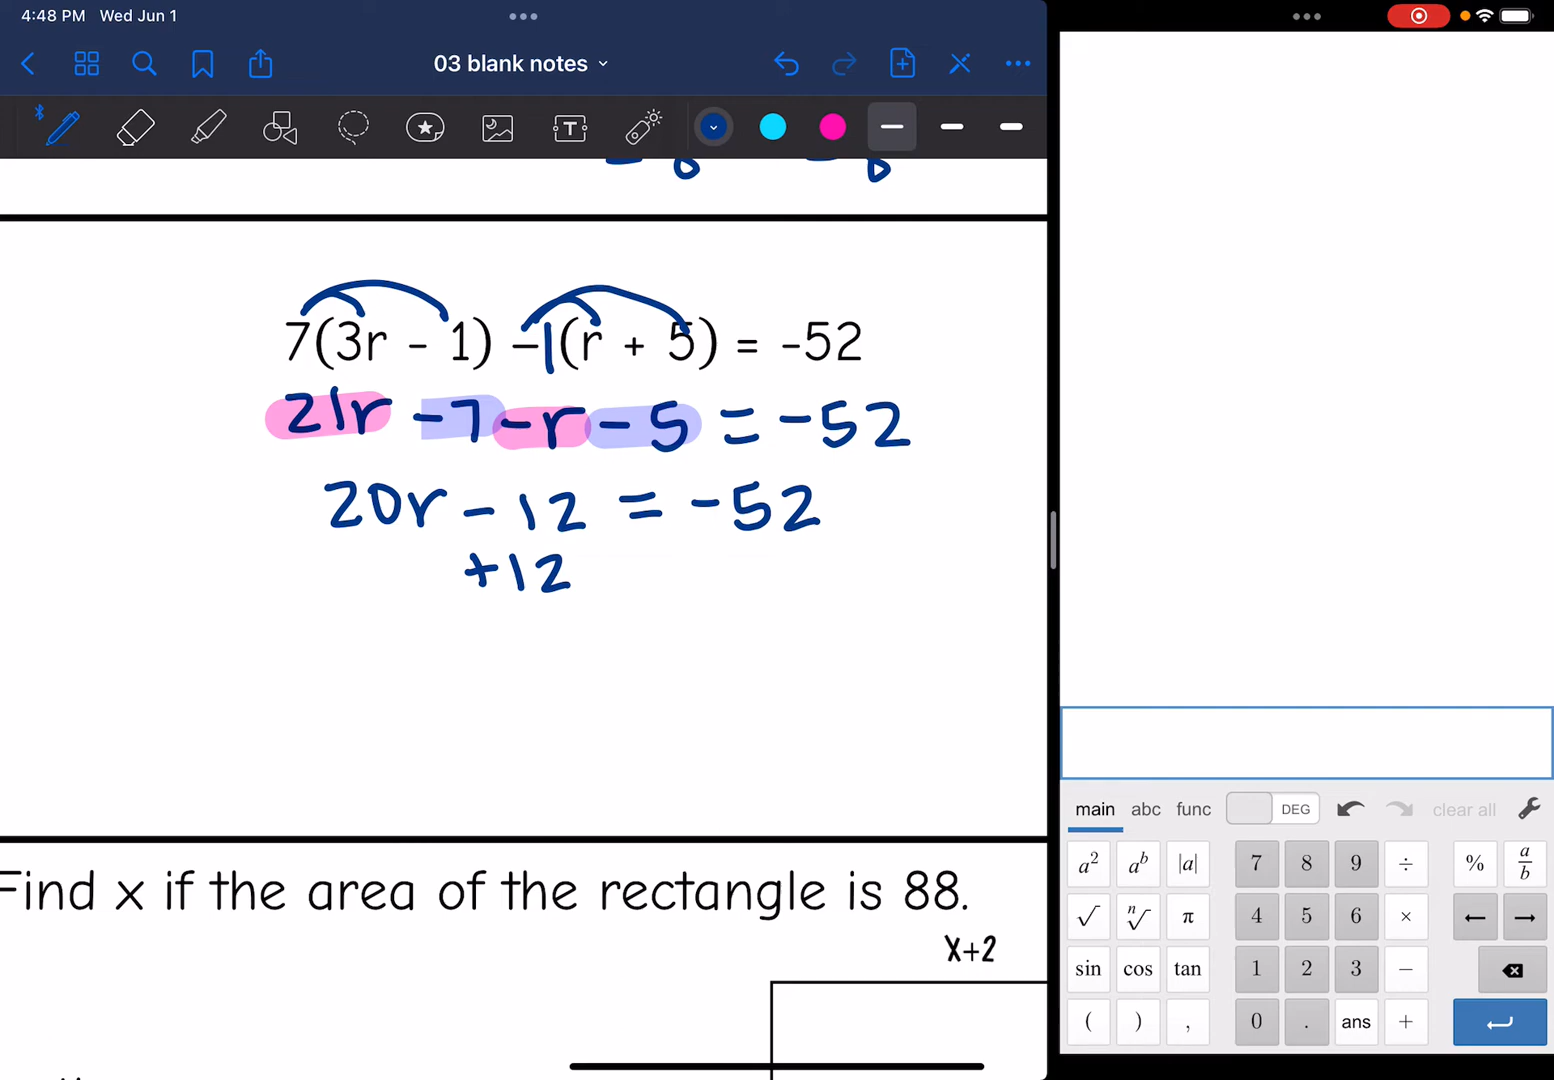 4:48 PM Wed Jun 1
03 blank notes
T
7(3r - 1) -1(r + 5) = -52
21r -7 -r - 5 = -52
20r - 12 = -52
+12
Find x if the area of the rectangle is 88.
x+2
main abc func DEG clear all
a² aᵇ |a| 7 8 9 ÷ % a/b
√ ⁿ√ π 4 5 6 × ← →
sin cos tan 1 2 3 −
( ) , 0 . ans +